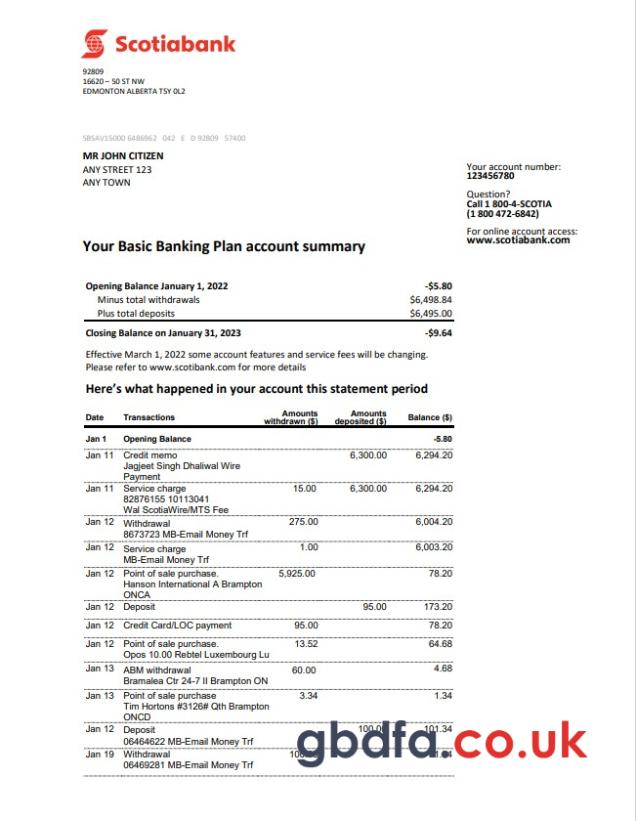 Scotiabank
92809
16620 – 50 ST NW
EDMONTON ALBERTA TSY 0L2
SBSAV15000 6486962 042 E D 92809 57400
MR JOHN CITIZEN
ANY STREET 123
ANY TOWN
Your account number:
123456780
Question?
Call 1 800-4-SCOTIA
(1 800 472-6842)
For online account access:
www.scotiabank.com
Your Basic Banking Plan account summary
Opening Balance January 1, 2022 -$5.80
Minus total withdrawals $6,498.84
Plus total deposits $6,495.00
Closing Balance on January 31, 2023 -$9.64
Effective March 1, 2022 some account features and service fees will be changing.
Please refer to www.scotibank.com for more details
Here's what happened in your account this statement period
Date Transactions Amounts withdrawn ($) Amounts deposited ($) Balance ($)
Jan 1 Opening Balance -5.80
Jan 11 Credit memo 6,300.00 6,294.20
Jagjeet Singh Dhaliwal Wire
Payment
Jan 11 Service charge 15.00 6,300.00 6,294.20
82876155 10113041
Wal ScotiaWire/MTS Fee
Jan 12 Withdrawal 275.00 6,004.20
8673723 MB-Email Money Trf
Jan 12 Service charge 1.00 6,003.20
MB-Email Money Trf
Jan 12 Point of sale purchase. 5,925.00 78.20
Hanson International A Brampton
ONCA
Jan 12 Deposit 95.00 173.20
Jan 12 Credit Card/LOC payment 95.00 78.20
Jan 12 Point of sale purchase. 13.52 64.68
Opos 10.00 Rebtel Luxembourg Lu
Jan 13 ABM withdrawal 60.00 4.68
Bramalea Ctr 24-7 II Brampton ON
Jan 13 Point of sale purchase 3.34 1.34
Tim Hortons #3126# Qth Brampton
ONCD
Jan 12 Deposit 100.00 101.34
06464622 MB-Email Money Trf
Jan 19 Withdrawal
06469281 MB-Email Money Trf
gbdfa.co.uk